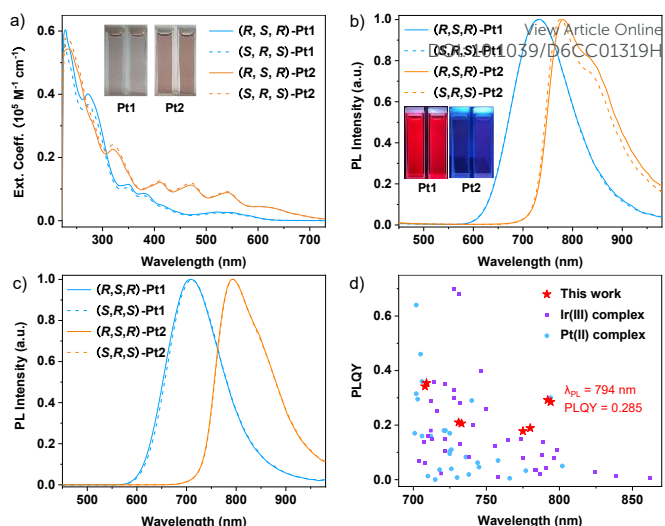 a)
0.6
0.4
0.2
0.0
Ext. Coeff. (10⁵ M⁻¹ cm⁻¹)
300 400 500 600 700
Wavelength (nm)
Pt1 Pt2
(R, S, R)-Pt1
(S, R, S)-Pt1
(R, S, R)-Pt2
(S, R, S)-Pt2
b)
View Article Online
1.0
0.8
0.6
0.4
0.2
0.0
PL Intensity (a.u.)
500 600 700 800 900
Wavelength (nm)
(R,S,R)-Pt1
(R,S,R)-Pt2
(S,R,S)-Pt2
Pt1 Pt2
c)
1.0
0.8
0.6
0.4
0.2
0.0
PL Intensity (a.u.)
500 600 700 800 900
Wavelength (nm)
(R,S,R)-Pt1
(S,R,S)-Pt1
(R,S,R)-Pt2
(S,R,S)-Pt2
d)
0.8
0.6
0.4
0.2
0.0
PLQY
700 750 800 850
Wavelength (nm)
This work
Ir(III) complex
Pt(II) complex
λPL = 794 nm
PLQY = 0.285